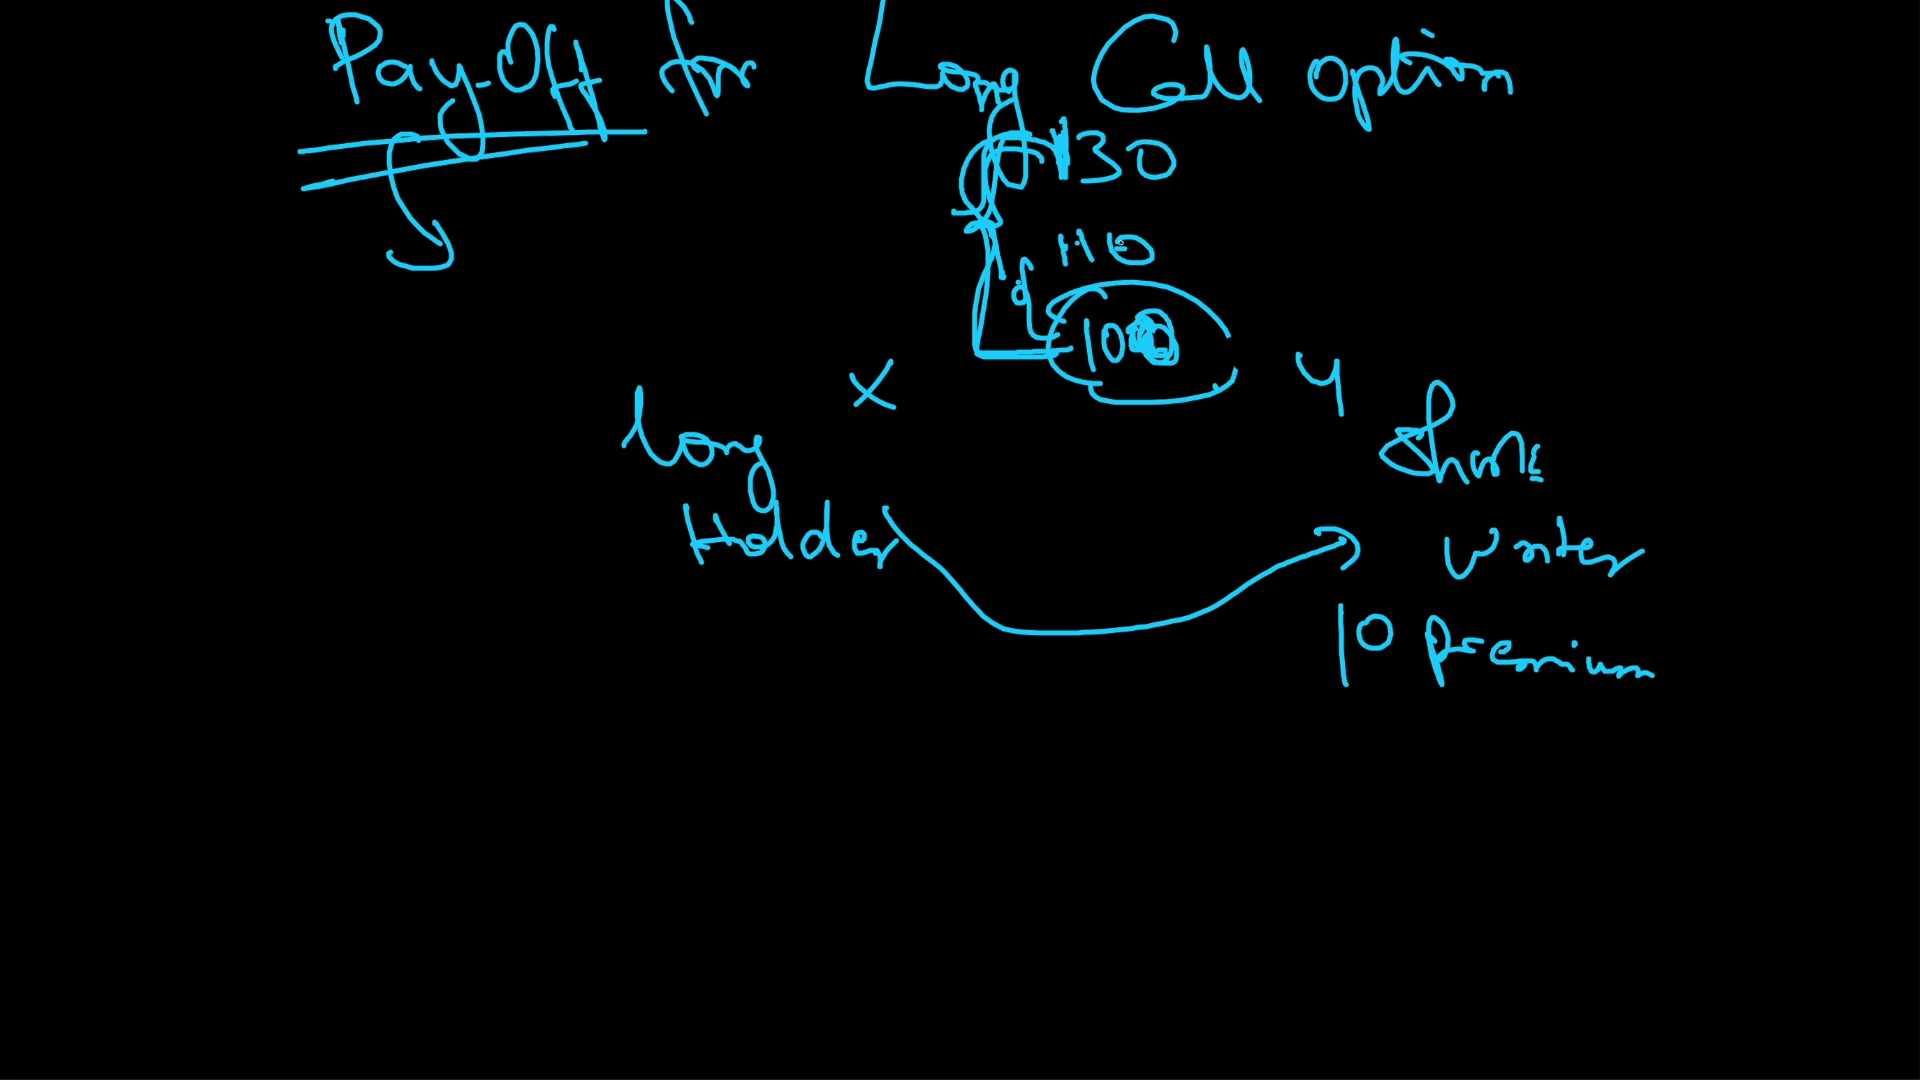 Pay-Off for Long Call option
130
110
100
X Y
long Short
Holder writer
10 premium